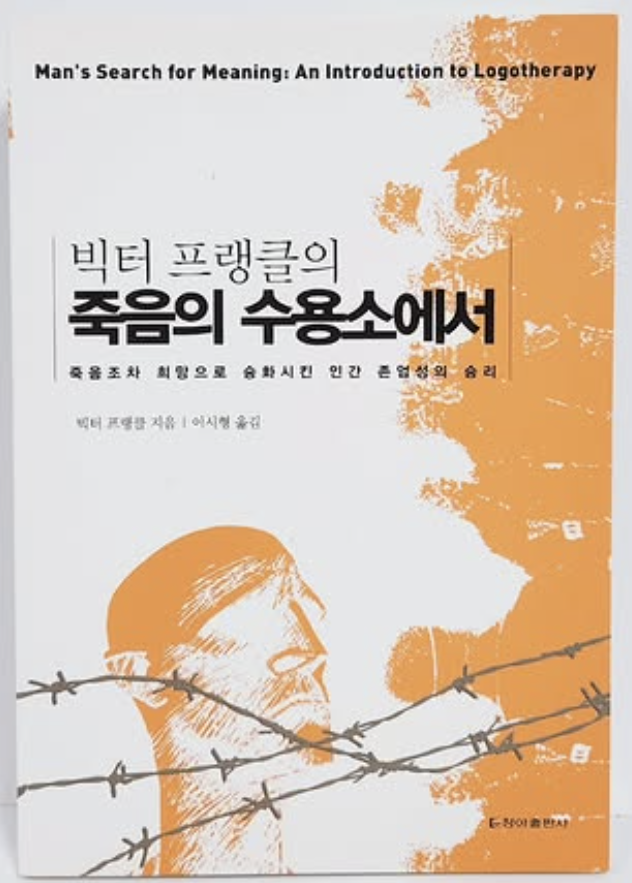 Man's Search for Meaning: An Introduction to Logotherapy
빅터 프랭클의
죽음의 수용소에서
죽음조차 희망으로 승화시킨 인간 존엄성의 승리
빅터 프랭클 지음 | 이시형 옮김
청아출판사